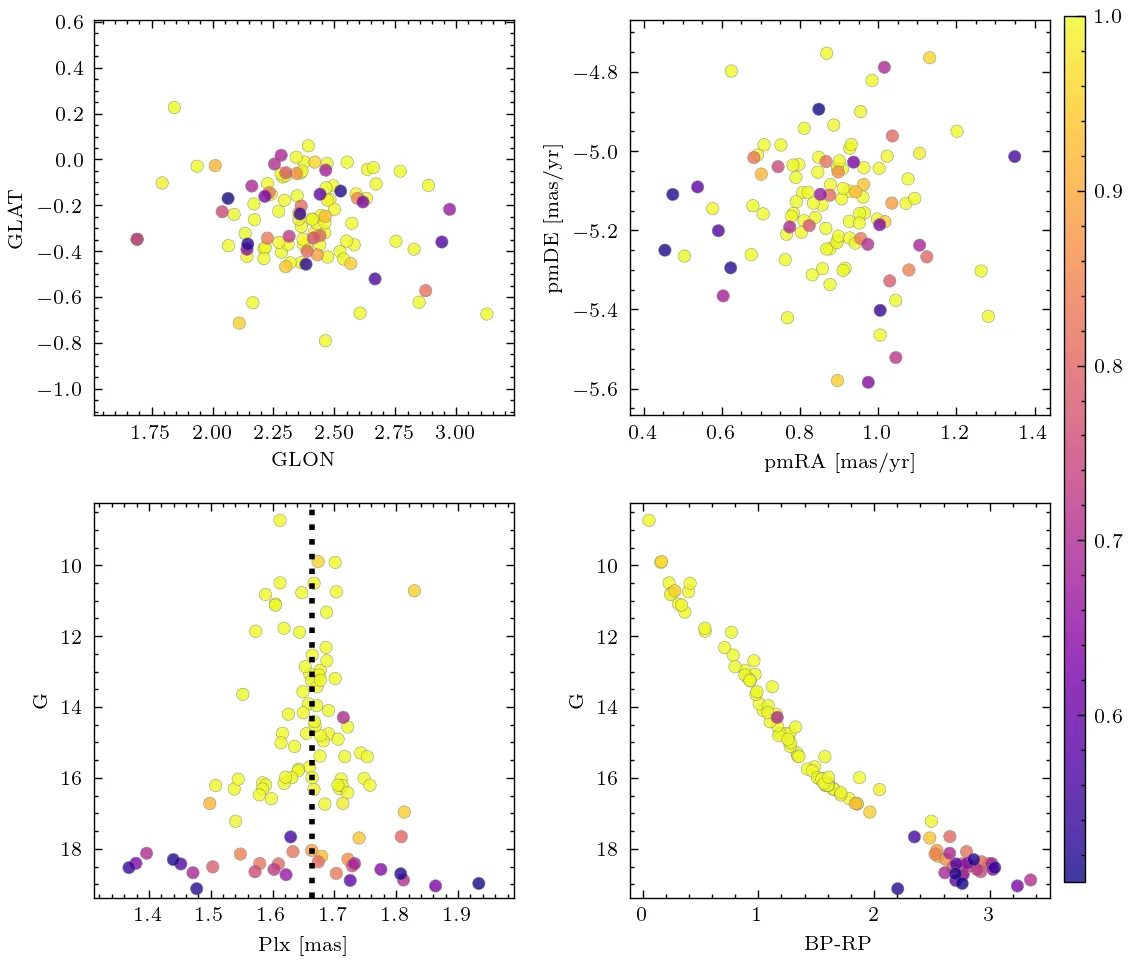 0.6
0.4
0.2
0.0
−0.2
−0.4
−0.6
−0.8
−1.0
GLAT
1.75 2.00 2.25 2.50 2.75 3.00
GLON
−4.8
−5.0
−5.2
−5.4
−5.6
pmDE [mas/yr]
0.4 0.6 0.8 1.0 1.2 1.4
pmRA [mas/yr]
1.0
0.9
0.8
0.7
0.6
10
12
14
16
18
G
1.4 1.5 1.6 1.7 1.8 1.9
Plx [mas]
10
12
14
16
18
G
0 1 2 3
BP-RP